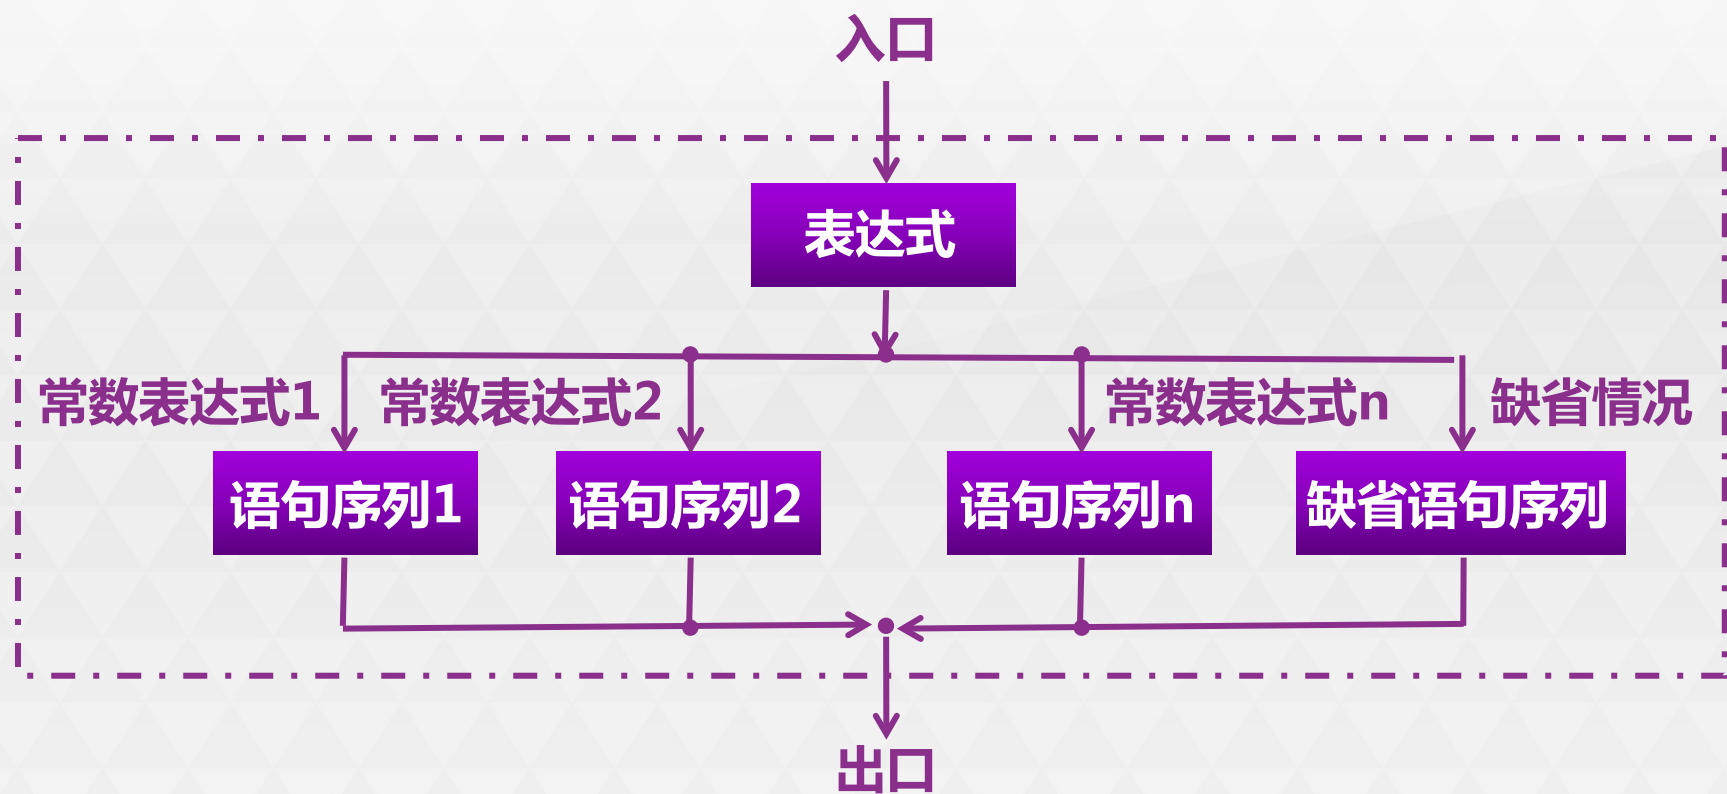 入口
表达式
常数表达式1
常数表达式2
常数表达式n
缺省情况
语句序列1
语句序列2
语句序列n
缺省语句序列
出口